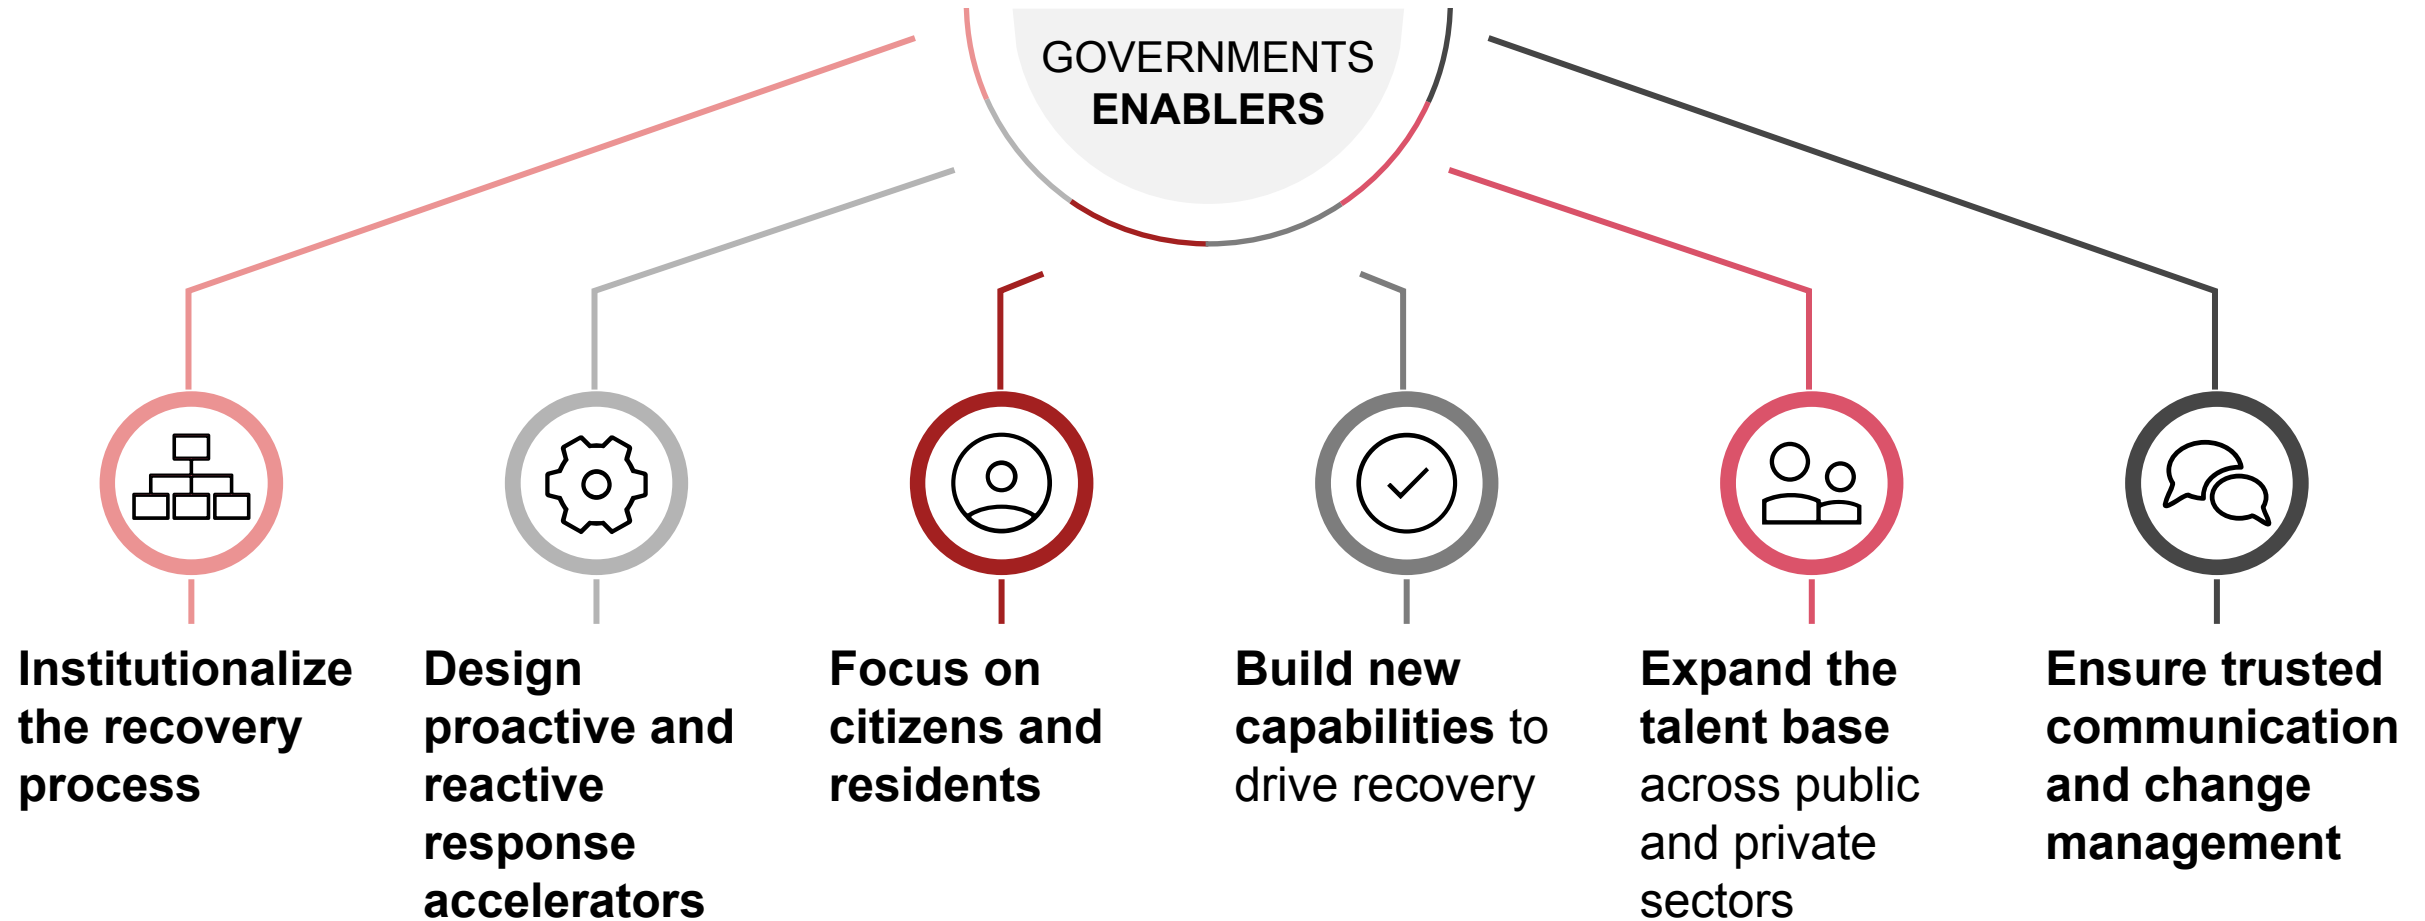 GOVERNMENTS
ENABLERS
Institutionalize
the recovery
process
Design
proactive and
reactive
response
accelerators
Focus on
citizens and
residents
Build new
capabilities to
drive recovery
Expand the
talent base
across public
and private
sectors
Ensure trusted
communication
and change
management